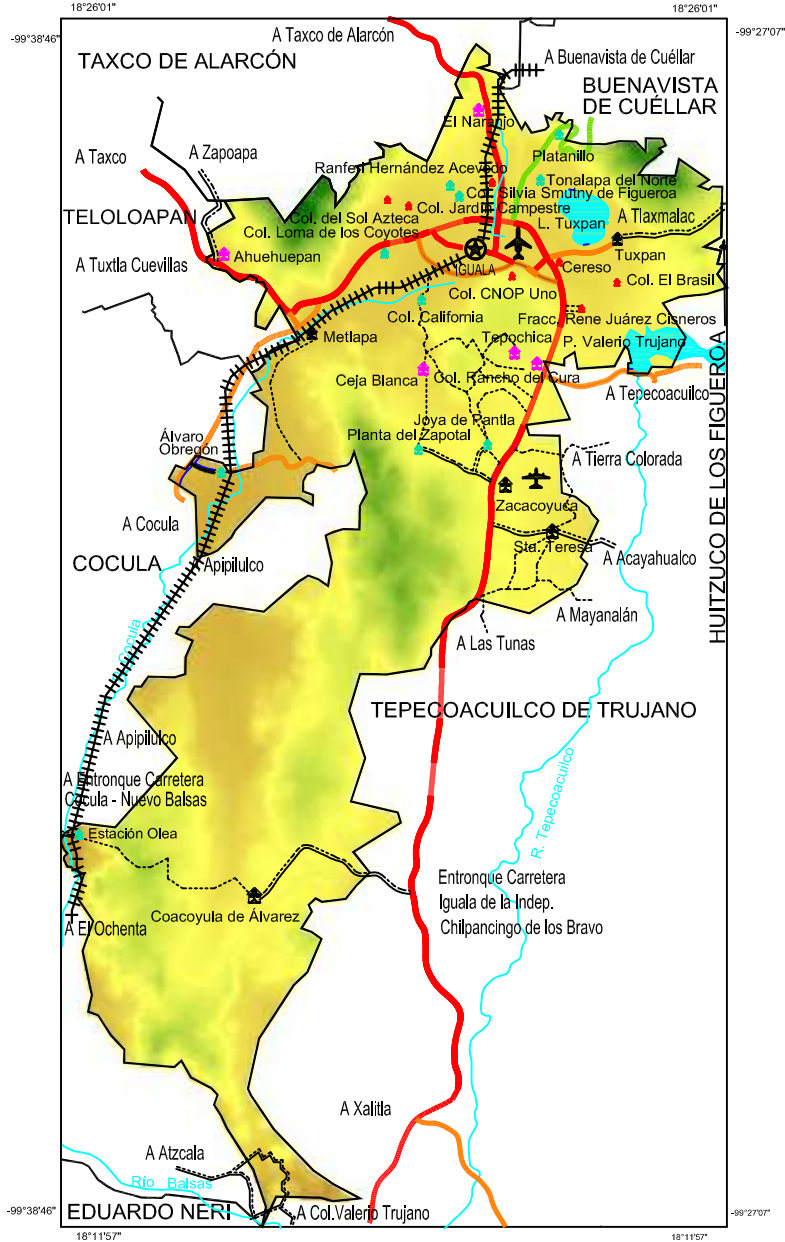 18°26'01"
18°26'01"
-99°38'46"
-99°27'07"
A Taxco de Alarcón
TAXCO DE ALARCÓN
A Buenavista de Cuéllar
BUENAVISTA
DE CUÉLLAR
El Naranjo
A Taxco
A Zapoapa
Platanillo
Ranferi Hernández Acevedo
Tonalapa del Norte
Col. Silvia Smutny de Figueroa
Col. Jardín Campestre
TELOLOAPAN
Col. del Sol Azteca
L. Tuxpan
A Tlaxmalac
Col. Loma de los Coyotes
Ahuehuepan
Tuxpan
A Tuxtla Cuevillas
IGUALA
Cereso
Col. El Brasil
Col. CNOP Uno
Col. California
Fracc. Rene Juárez Cisneros
Metlapa
Tepochica
P. Valerio Trujano
Ceja Blanca
Col. Rancho del Cura
A Tepecoacuilco
HUITZUCO DE LOS FIGUEROA
Joya de Pantla
Álvaro
Obregón
Planta del Zapotal
A Tierra Colorada
A Cocula
Zacacoyuca
Sta. Teresa
COCULA
A Apipilulco
A Acayahualco
A Mayanalán
A Las Tunas
Cocula
TEPECOACUILCO DE TRUJANO
A Apipilulco
A Entronque Carretera
Cocula - Nuevo Balsas
R. Tepecoacuilco
Estación Olea
Entronque Carretera
Iguala de la Indep.
Chilpancingo de los Bravo
Coacoyula de Álvarez
A El Ochenta
A Xalitla
A Atzcala
Río Balsas
EDUARDO NERI
A Col.Valerio Trujano
-99°38'46"
-99°27'07"
18°11'57"
18°11'57"